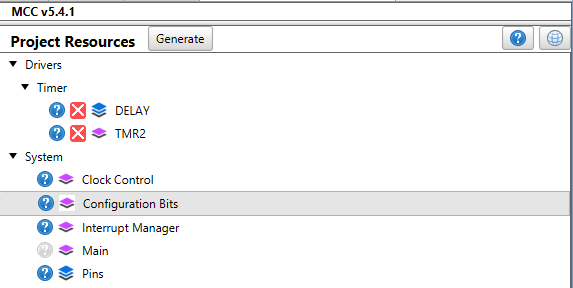 MCC v5.4.1
Project Resources Generate ?
Drivers
Timer
? DELAY
? TMR2
System
? Clock Control
? Configuration Bits
? Interrupt Manager
? Main
? Pins